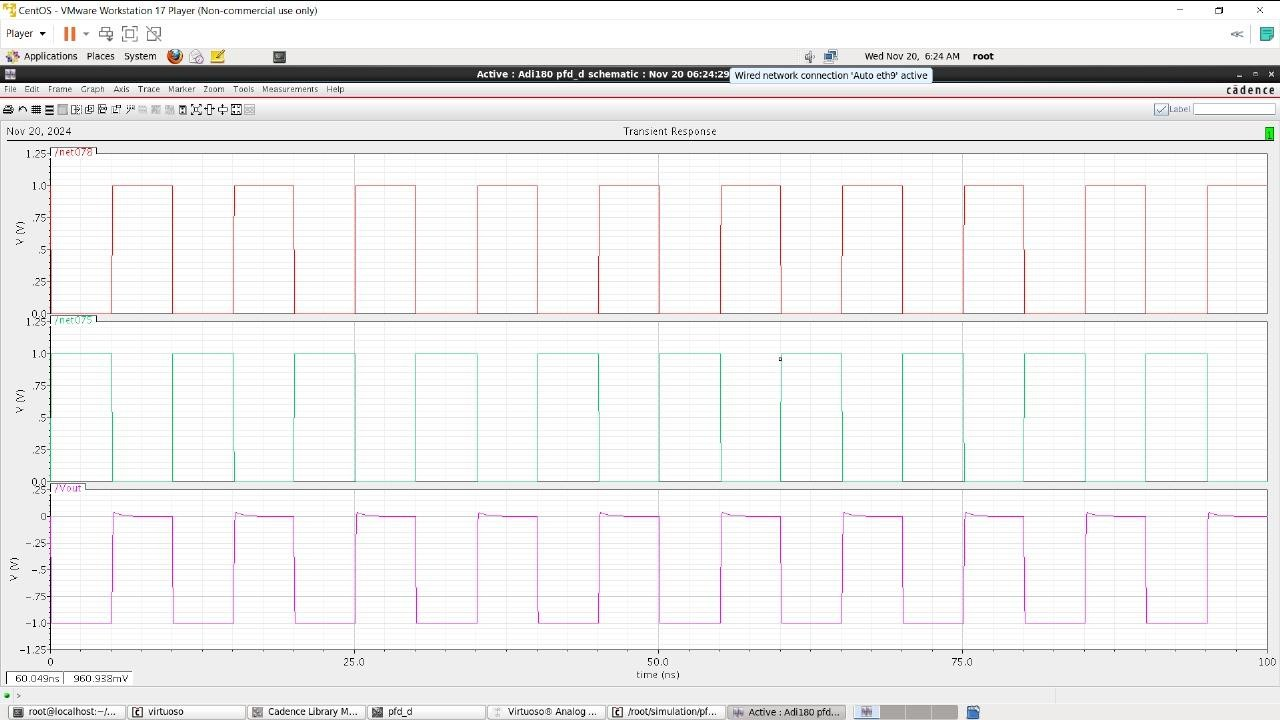 CentOS - VMware Workstation 17 Player (Non-commercial use only)
Player
Applications Places System Wed Nov 20, 6:24 AM root
Active : Adi180 pfd_d schematic : Nov 20 06:24:29
Wired network connection 'Auto eth9' active
File Edit Frame Graph Axis Trace Marker Zoom Tools Measurements Help cādence
Label
Nov 20, 2024 Transient Response 1
/net078
1.25
1.0
.75
.5
.25
0.0
V (V)
/net075
1.25
1.0
.75
.5
.25
0.0
V (V)
/Vout
.25
0
-.25
-.5
-.75
-1.0
-1.25
V (V)
0 25.0 50.0 75.0 100
time (ns)
60.049ns 960.938mV
>
root@localhost:~/... virtuoso Cadence Library M... pfd_d Virtuoso® Analog ... /root/simulation/pf... Active : Adi180 pfd...